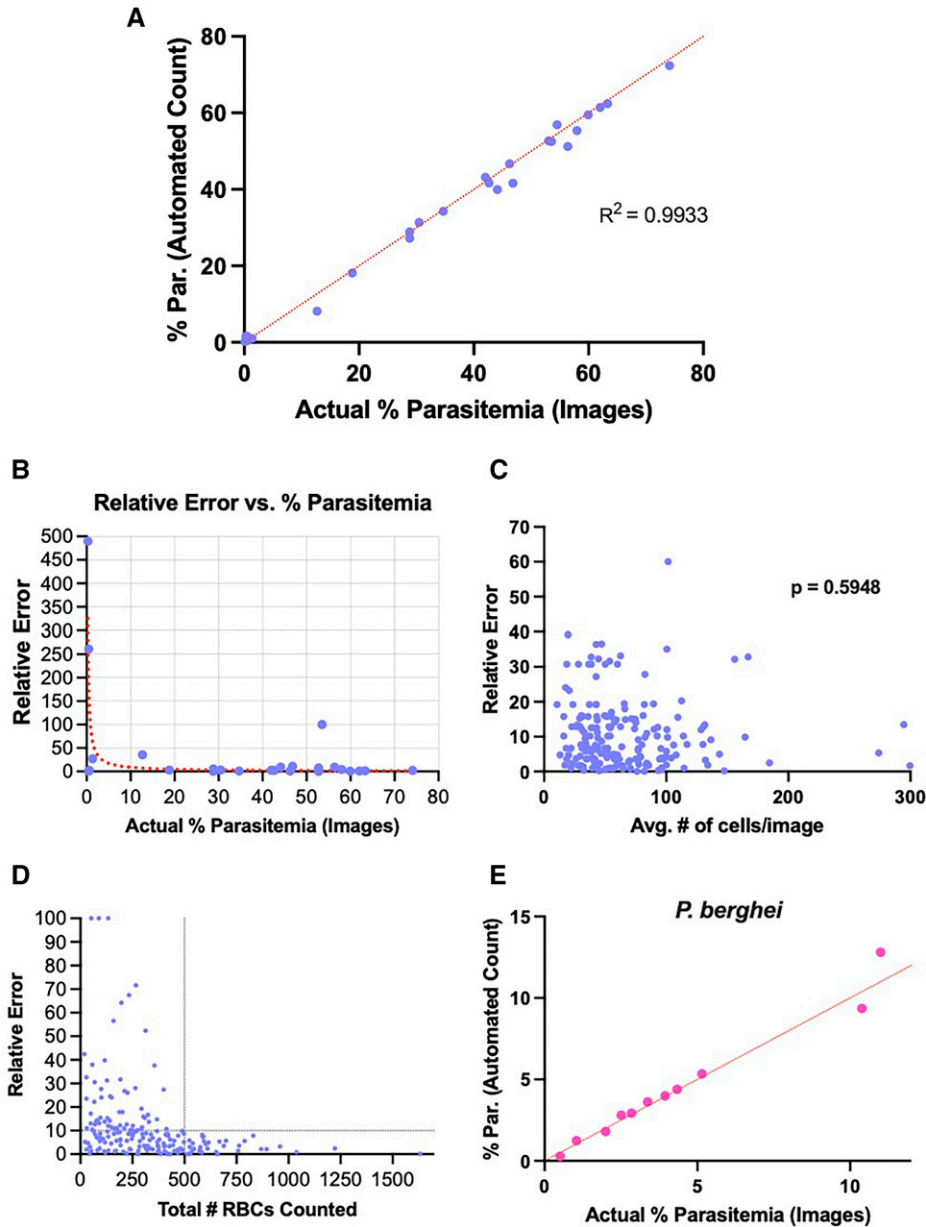 A
80
60
40
20
0
% Par. (Automated Count)
R² = 0.9933
0 20 40 60 80
Actual % Parasitemia (Images)
B
Relative Error vs. % Parasitemia
500
450
400
350
300
250
200
150
100
50
0
Relative Error
0 10 20 30 40 50 60 70 80
Actual % Parasitemia (Images)
C
70
60
50
40
30
20
10
0
Relative Error
p = 0.5948
0 100 200 300
Avg. # of cells/image
D
100
90
80
70
60
50
40
30
20
10
0
Relative Error
0 250 500 750 1000 1250 1500
Total # RBCs Counted
E
P. berghei
15
10
5
0
% Par. (Automated Count)
0 5 10
Actual % Parasitemia (Images)